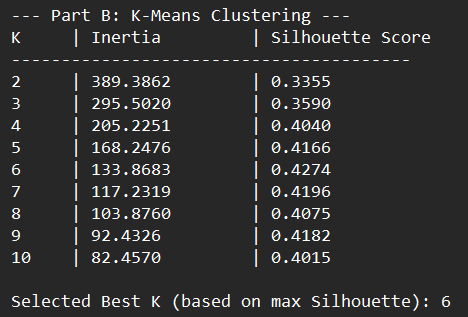 --- Part B: K-Means Clustering ---
K     | Inertia         | Silhouette Score
----------------------------------------
2     | 389.3862        | 0.3355
3     | 295.5020        | 0.3590
4     | 205.2251        | 0.4040
5     | 168.2476        | 0.4166
6     | 133.8683        | 0.4274
7     | 117.2319        | 0.4196
8     | 103.8760        | 0.4075
9     | 92.4326         | 0.4182
10    | 82.4570         | 0.4015
Selected Best K (based on max Silhouette): 6